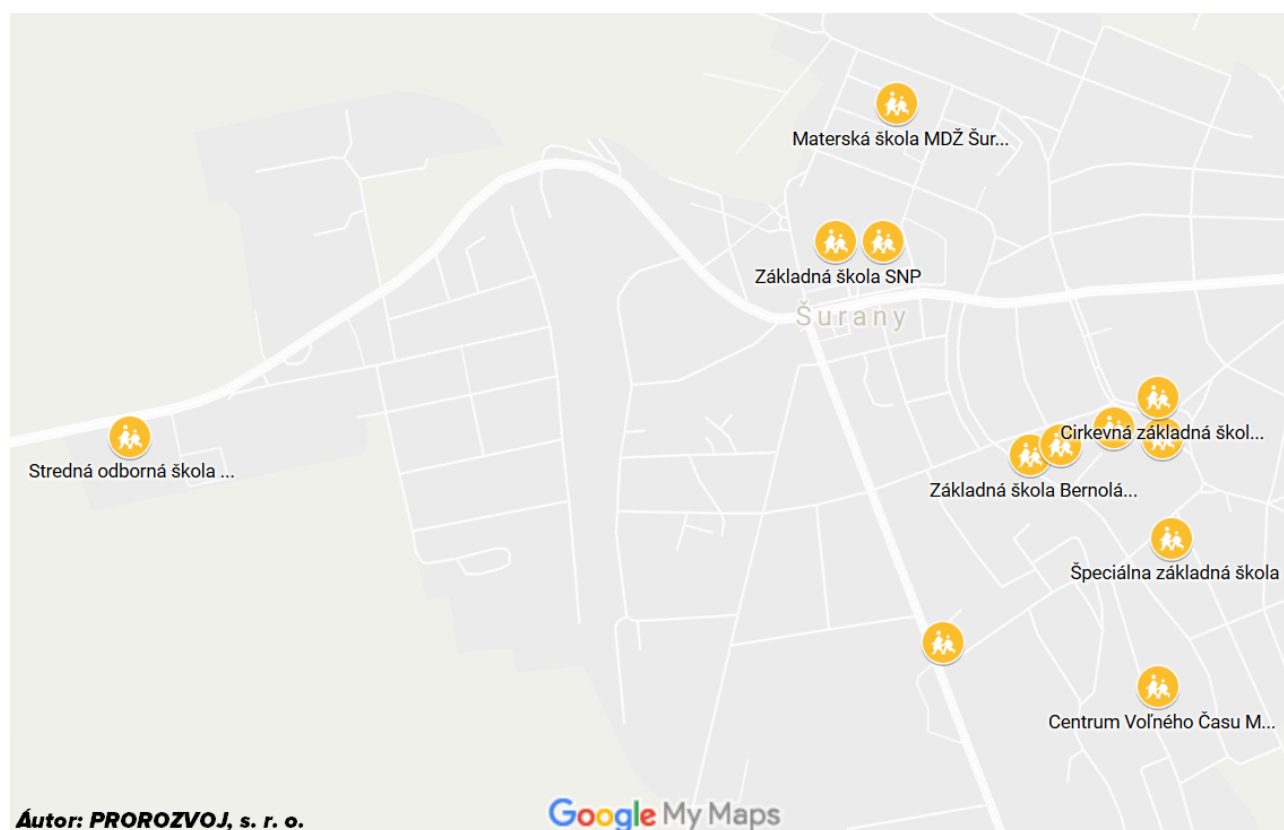 Materská škola MDŽ Šur...
Základná škola SNP
Šurany
Cirkevná základná škol...
Stredná odborná škola ...
Základná škola Bernolá...
Špeciálna základná škola
Centrum Voľného Času M...
Autor: PROROZVOJ, s. r. o.
Google My Maps